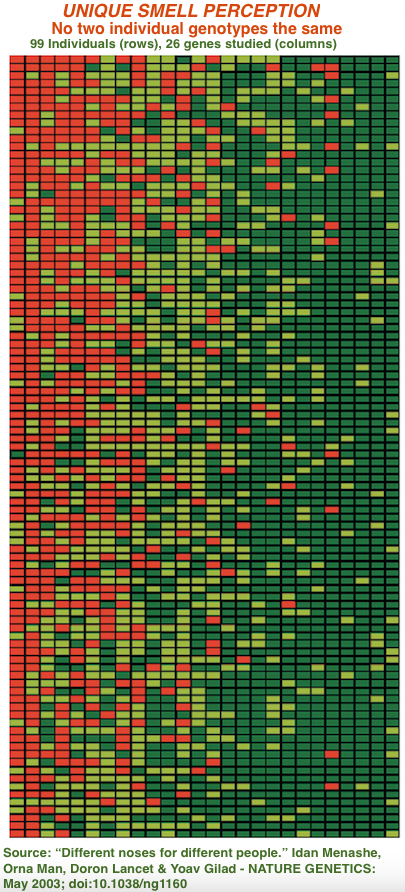 UNIQUE SMELL PERCEPTION
No two individual genotypes the same
99 Individuals (rows), 26 genes studied (columns)
Source: “Different noses for different people.” Idan Menashe,
Orna Man, Doron Lancet & Yoav Gilad - NATURE GENETICS:
May 2003; doi:10.1038/ng1160